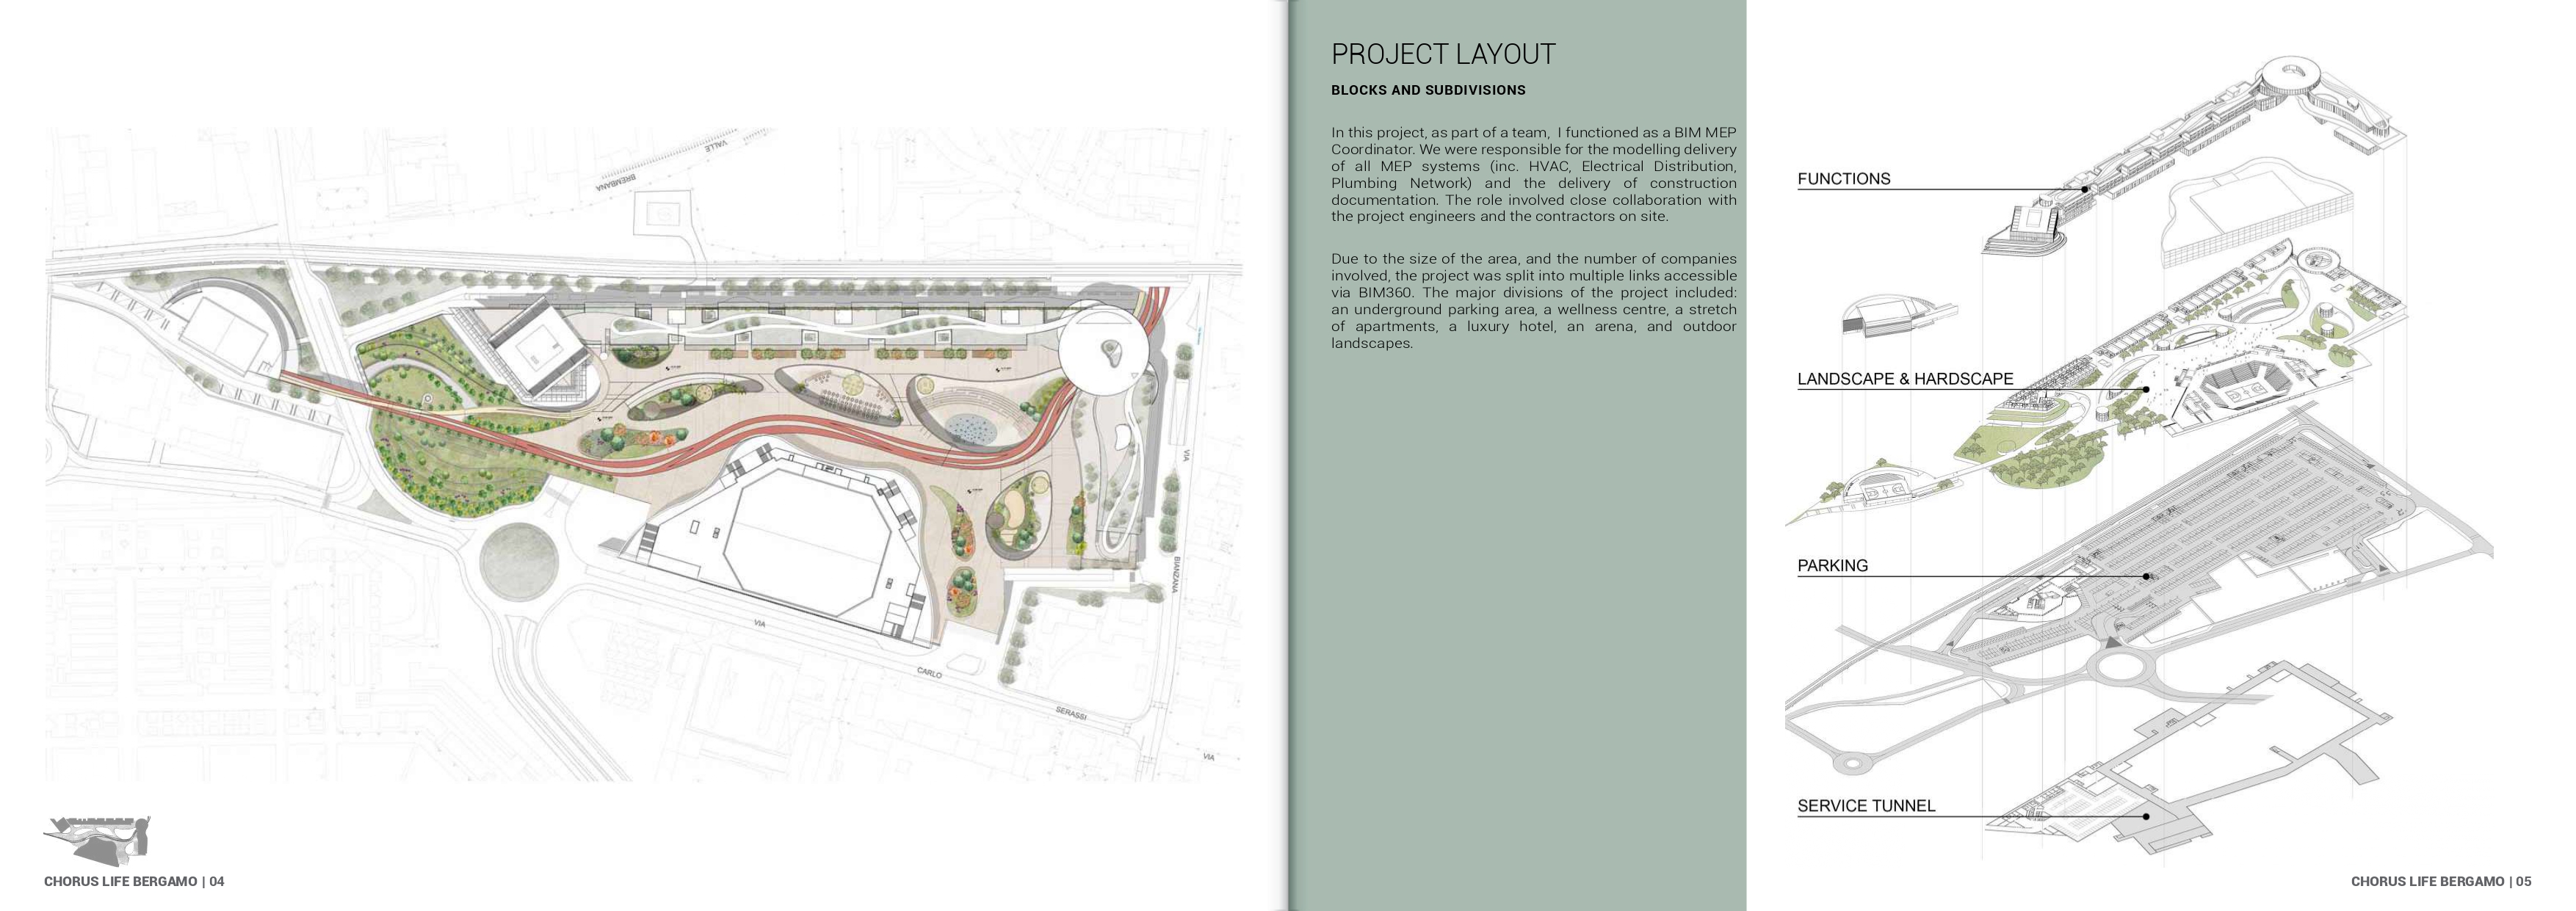 VALLE
BREMBANA
VIA
BIANZANA
VIA
CARLO
SERASSI
VIA
CHORUS LIFE BERGAMO | 04
PROJECT LAYOUT
BLOCKS AND SUBDIVISIONS
In this project, as part of a team, I functioned as a BIM MEP
Coordinator. We were responsible for the modelling delivery
of all MEP systems (inc. HVAC, Electrical Distribution,
Plumbing Network) and the delivery of construction
documentation. The role involved close collaboration with
the project engineers and the contractors on site.
Due to the size of the area, and the number of companies
involved, the project was split into multiple links accessible
via BIM360. The major divisions of the project included:
an underground parking area, a wellness centre, a stretch
of apartments, a luxury hotel, an arena, and outdoor
landscapes.
FUNCTIONS
LANDSCAPE & HARDSCAPE
PARKING
SERVICE TUNNEL
CHORUS LIFE BERGAMO | 05